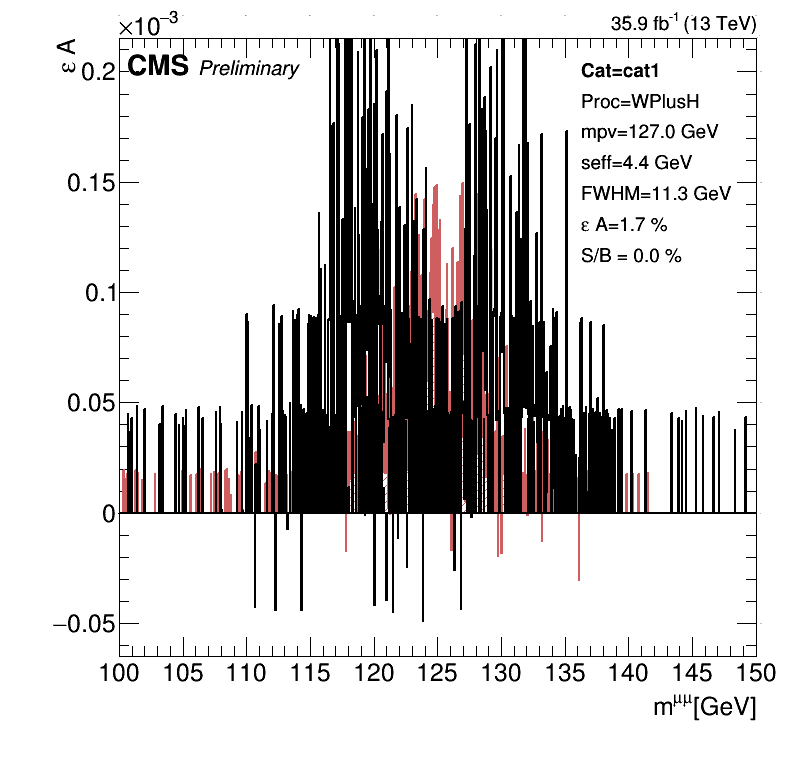 ×10⁻³
35.9 fb⁻¹ (13 TeV)
ε A
CMS Preliminary
Cat=cat1
Proc=WPlusH
mpv=127.0 GeV
seff=4.4 GeV
FWHM=11.3 GeV
ε A=1.7 %
S/B = 0.0 %
0.2
0.15
0.1
0.05
0
−0.05
100 105 110 115 120 125 130 135 140 145 150
m^μμ[GeV]